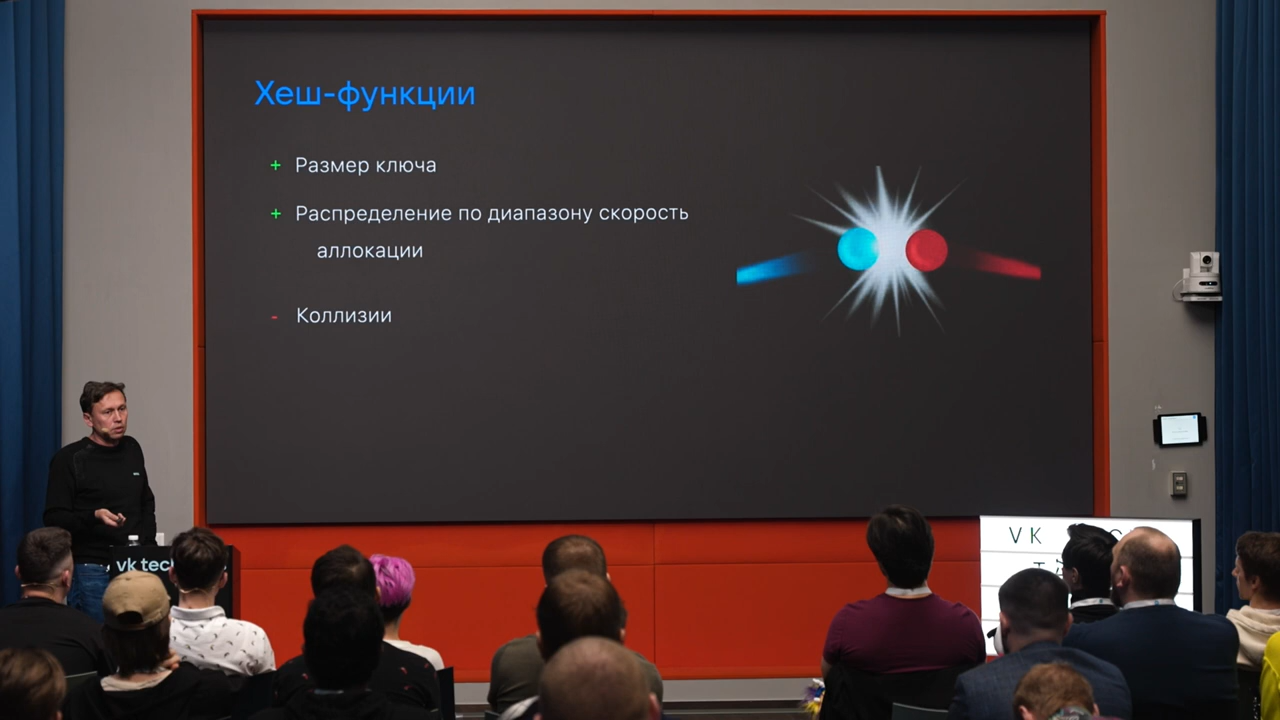 Хеш-функции
+ Размер ключа
+ Распределение по диапазону скорость
аллокации
- Коллизии
vk tech
VK